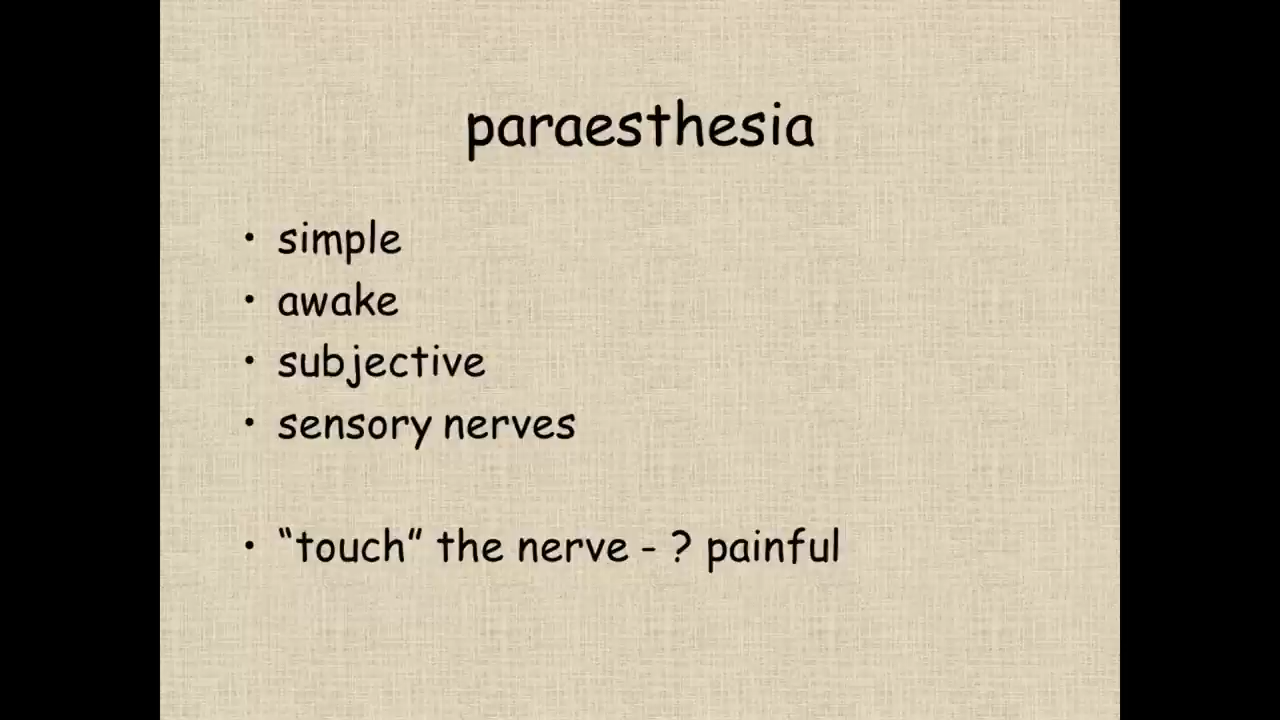 paraesthesia
• simple
• awake
• subjective
• sensory nerves
• “touch” the nerve - ? painful